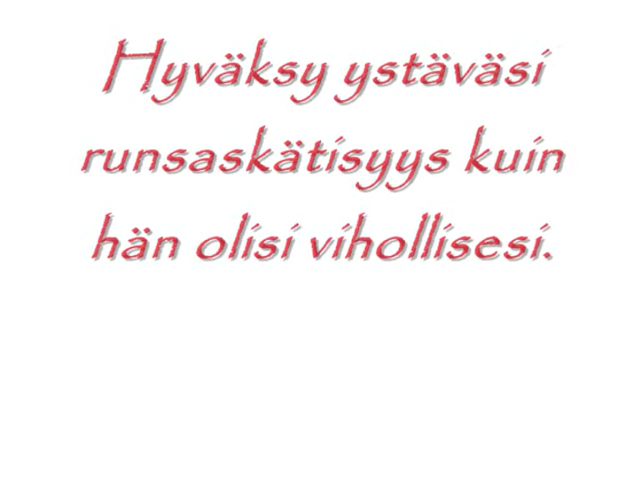 Hyväksy ystäväsi
runsaskätisyys kuin
hän olisi vihollisesi.